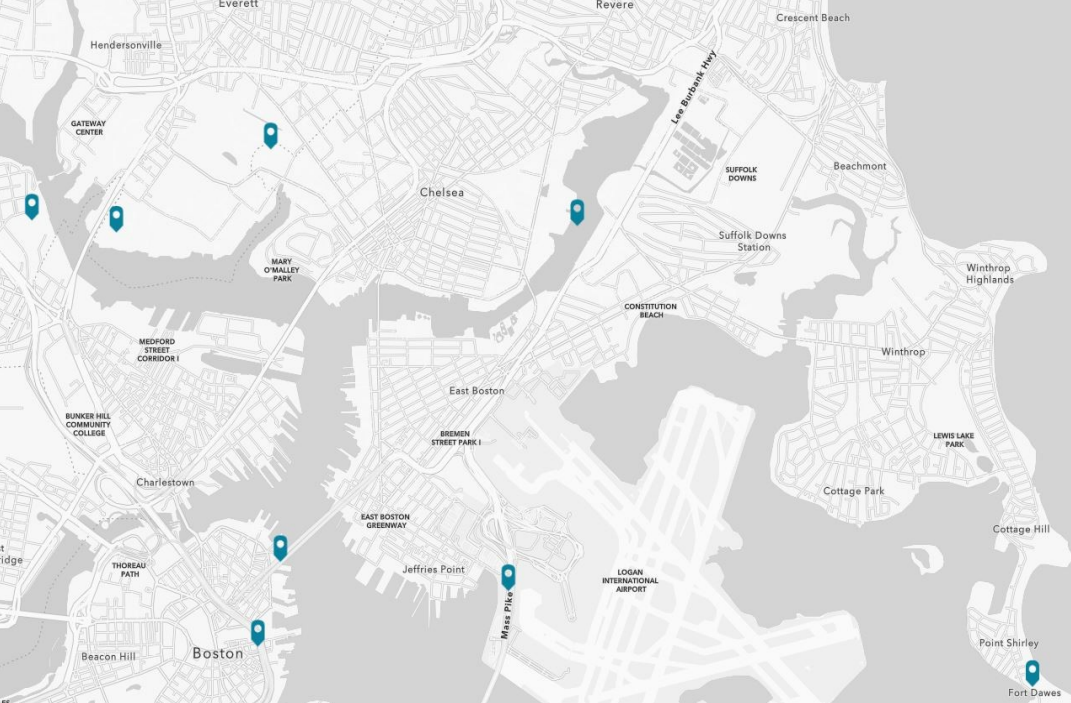 Everett
Revere
Crescent Beach
Hendersonville
Lee Burbank Hwy
GATEWAY
CENTER
Beachmont
SUFFOLK
DOWNS
Chelsea
Suffolk Downs
Station
MARY
O'MALLEY
PARK
Winthrop
Highlands
CONSTITUTION
BEACH
MEDFORD
STREET
CORRIDOR I
Winthrop
East Boston
BUNKER HILL
COMMUNITY
COLLEGE
BREMEN
STREET PARK I
LEWIS LAKE
PARK
Charlestown
Cottage Park
EAST BOSTON
GREENWAY
Cottage Hill
THOREAU
PATH
Jeffries Point
LOGAN
INTERNATIONAL
AIRPORT
Mass Pike
Point Shirley
Beacon Hill
Boston
Fort Dawes